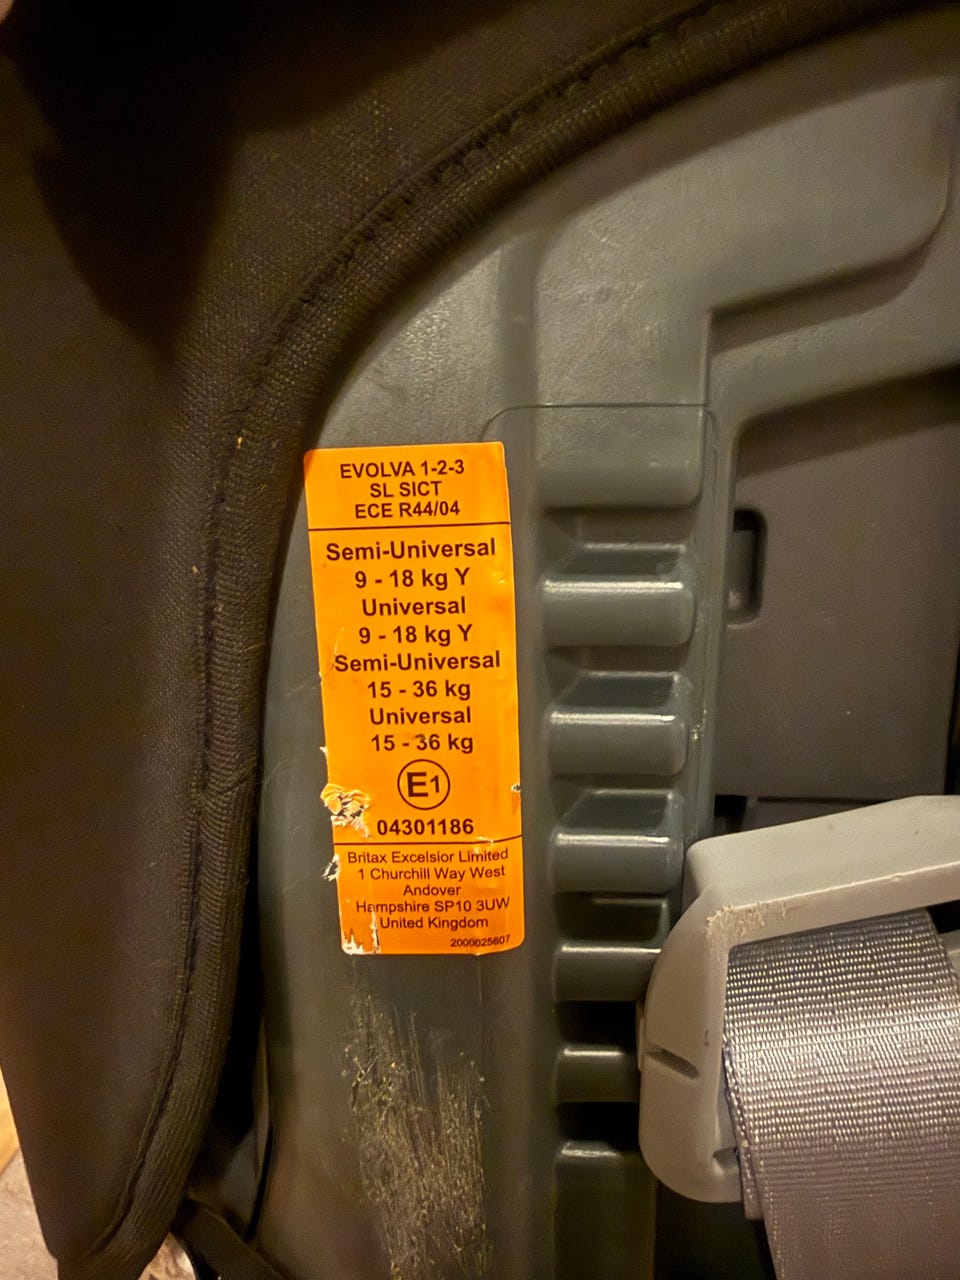 EVOLVA 1-2-3
SL SICT
ECE R44/04
Semi-Universal
9 - 18 kg Y
Universal
9 - 18 kg Y
Semi-Universal
15 - 36 kg
Universal
15 - 36 kg
E1
04301186
Britax Excelsior Limited
1 Churchill Way West
Andover
Hampshire SP10 3UW
United Kingdom
2000025607